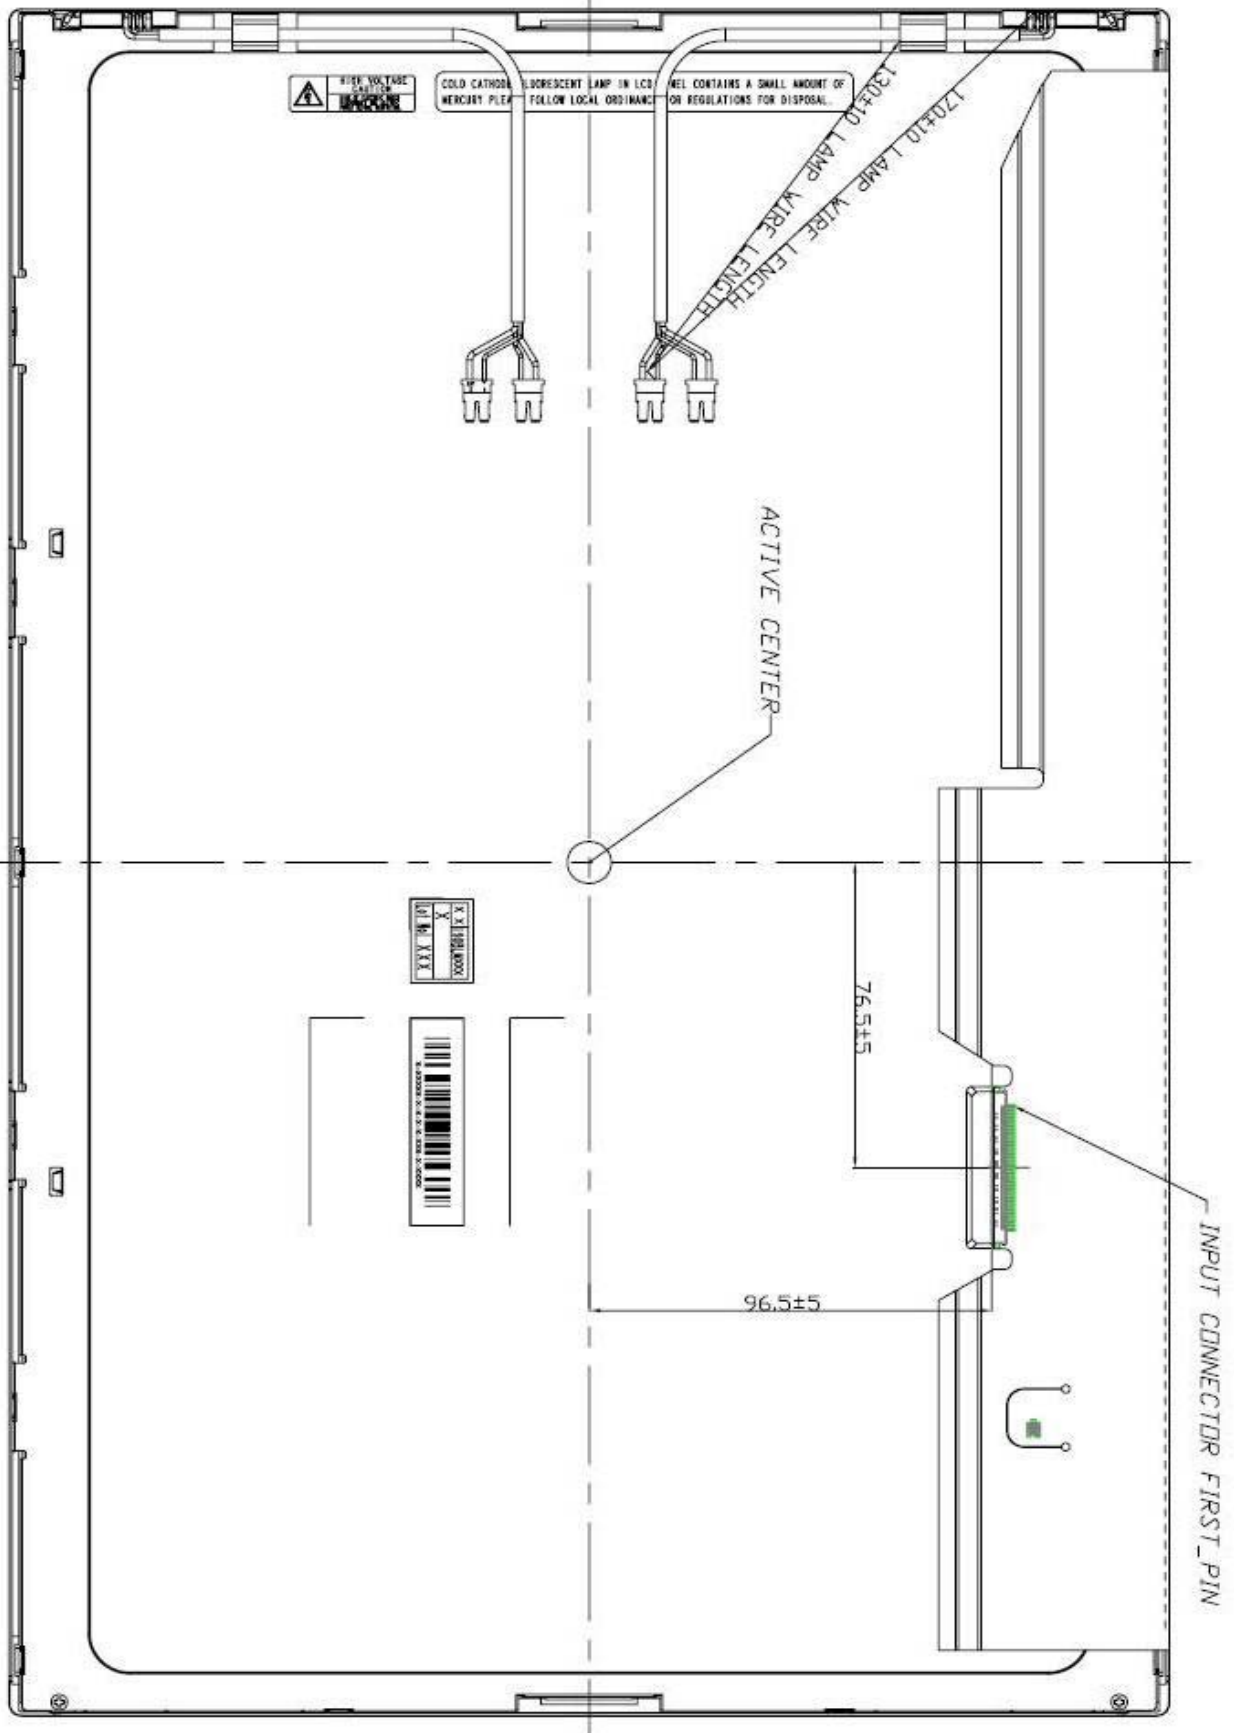 HIGH VOLTAGE
CAUTION
COLD CATHODE FLUORESCENT LAMP IN LCD PANEL CONTAINS A SMALL AMOUNT OF
MERCURY PLEASE FOLLOW LOCAL ORDINANCES OR REGULATIONS FOR DISPOSAL.
130±10 LAMP WIRE LENGTH
170±10 LAMP WIRE LENGTH
ACTIVE CENTER
X X
X
Lot No XXX
76.5±5
96.5±5
INPUT CONNECTOR FIRST_PIN